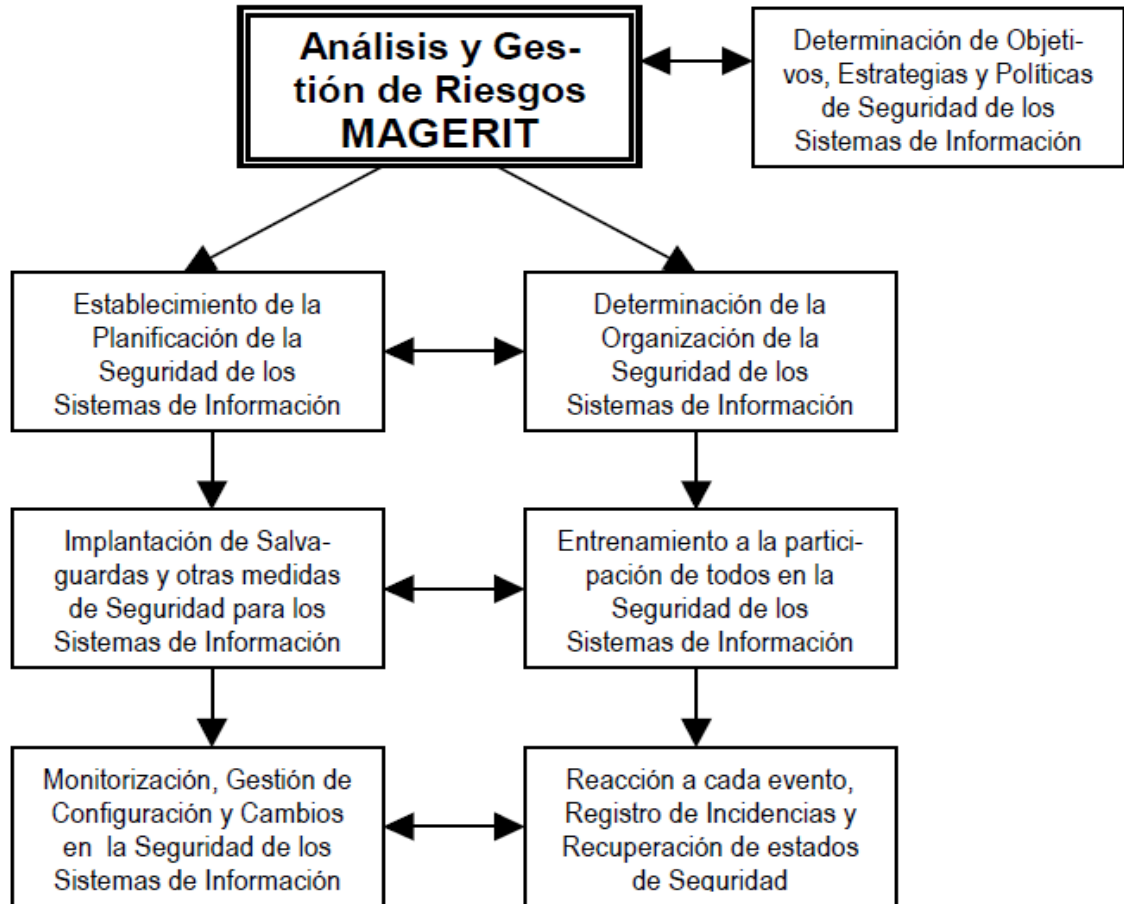 Análisis y Ges-
tión de Riesgos
MAGERIT
Determinación de Objeti-
vos, Estrategias y Políticas
de Seguridad de los
Sistemas de Información
Establecimiento de la
Planificación de la
Seguridad de los
Sistemas de Información
Determinación de la
Organización de la
Seguridad de los
Sistemas de Información
Implantación de Salva-
guardas y otras medidas
de Seguridad para los
Sistemas de Información
Entrenamiento a la partici-
pación de todos en la
Seguridad de los
Sistemas de Información
Monitorización, Gestión de
Configuración y Cambios
en la Seguridad de los
Sistemas de Información
Reacción a cada evento,
Registro de Incidencias y
Recuperación de estados
de Seguridad